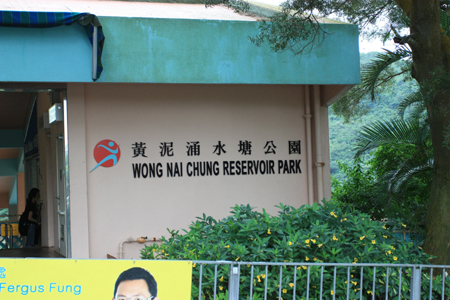 黃泥涌水塘公園
WONG NAI CHUNG RESERVOIR PARK
Fergus Fung